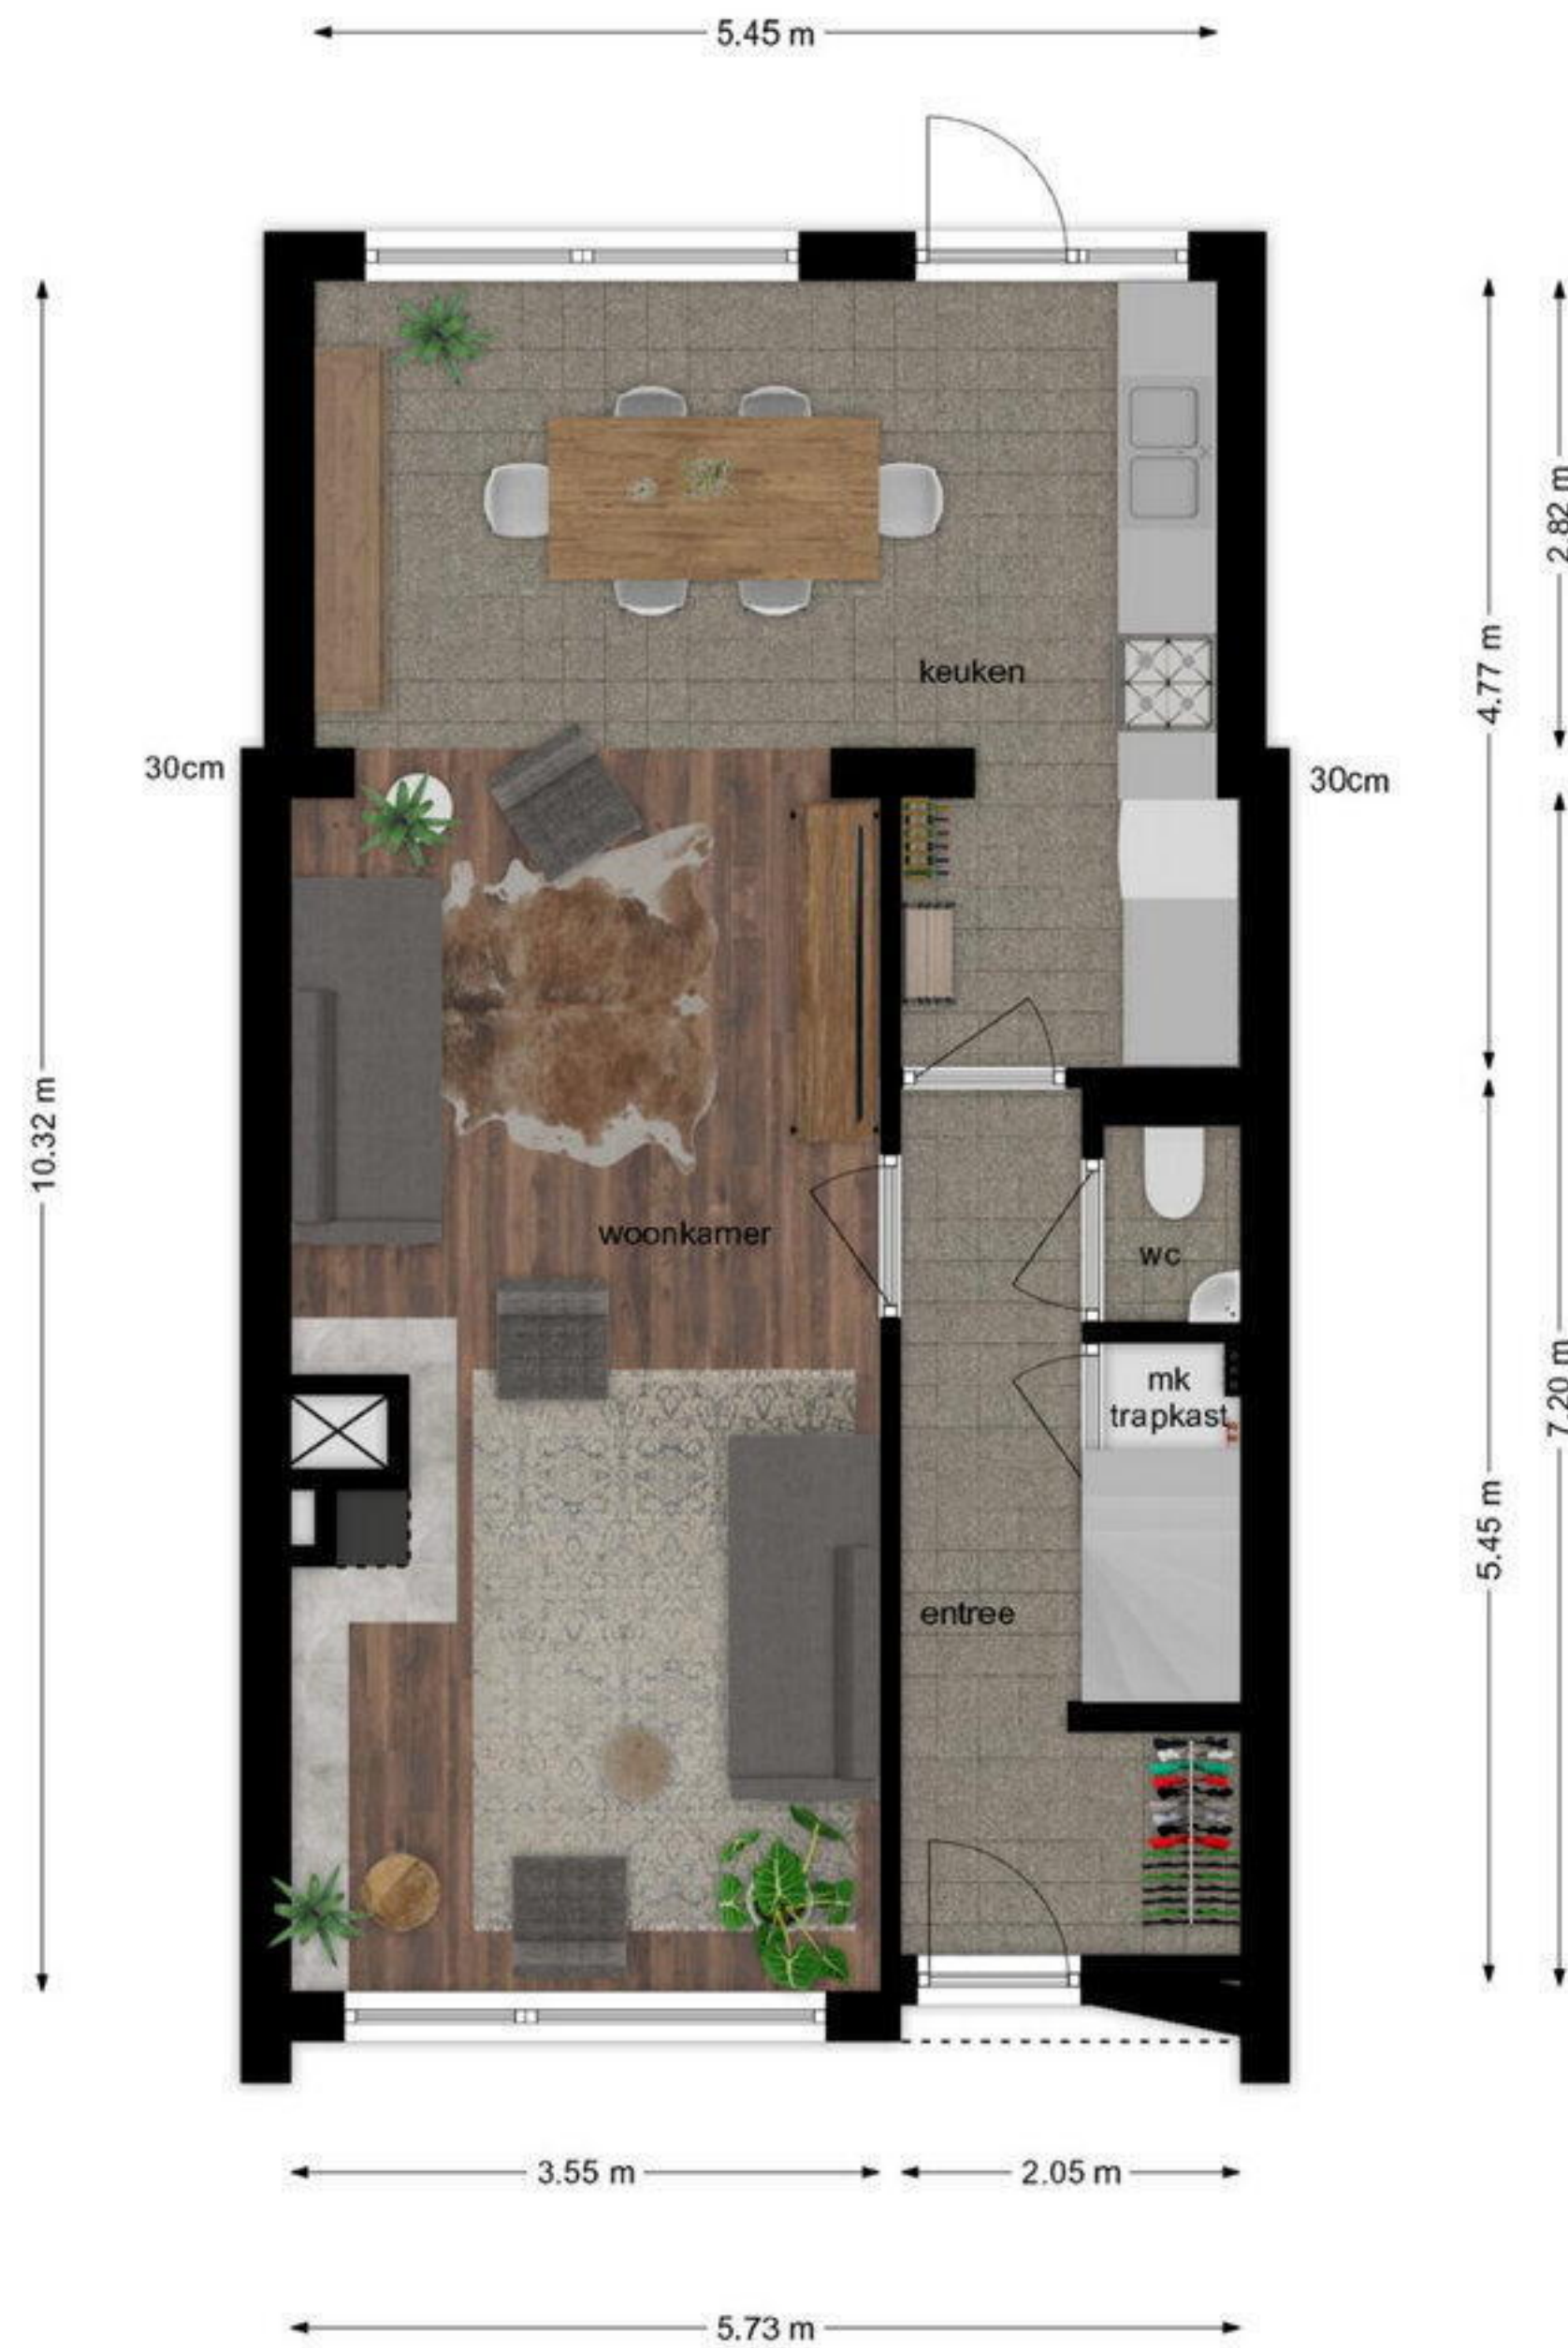 5.45 m
2.82 m
4.77 m
keuken
30cm
30cm
10.32 m
woonkamer
wc
mk
trapkast
7.20 m
5.45 m
entree
3.55 m
2.05 m
5.73 m